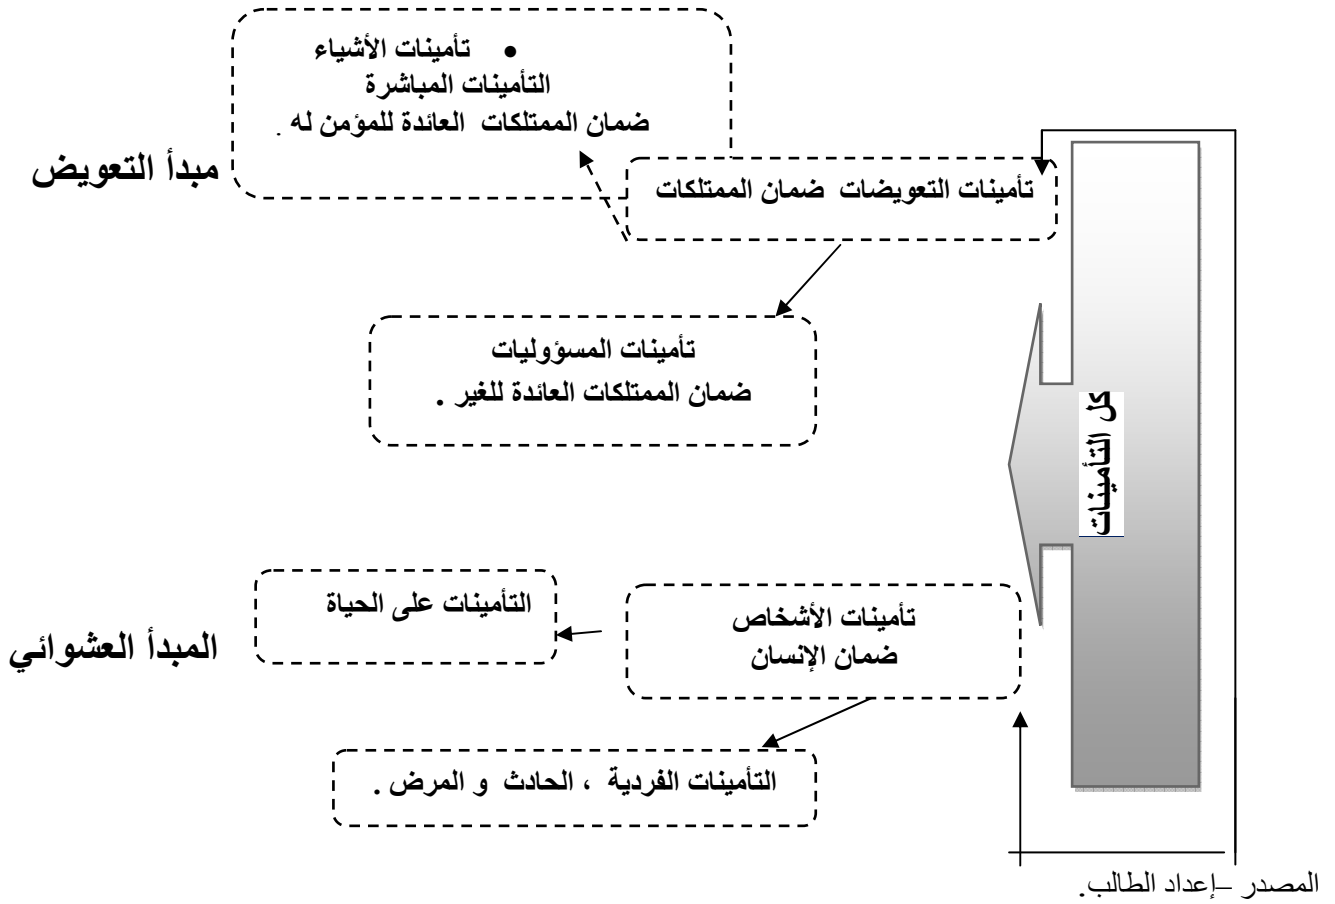 • تأمينات الأشياء
التأمينات المباشرة
ضمان الممتلكات العائدة للمؤمن له .
مبدأ التعويض
تأمينات التعويضات ضمان الممتلكات
تأمينات المسؤوليات
ضمان الممتلكات العائدة للغير .
كل التأمينات
تأمينات الأشخاص
ضمان الإنسان
التأمينات على الحياة
المبدأ العشوائي
التأمينات الفردية ، الحادث و المرض .
المصدر –إعداد الطالب.